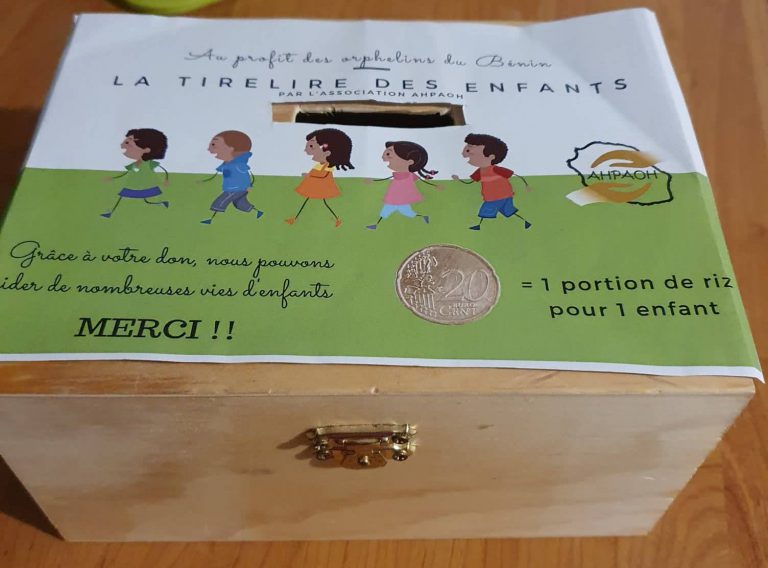 Au profit des orphelins du Bénin
LA TIRELIRE DES ENFANTS
PAR L'ASSOCIATION AHPAOH
AHPAOH
Grâce à votre don, nous pouvons
ider de nombreuses vies d'enfants
MERCI !!
20
EURO
CENT
= 1 portion de riz
pour 1 enfant